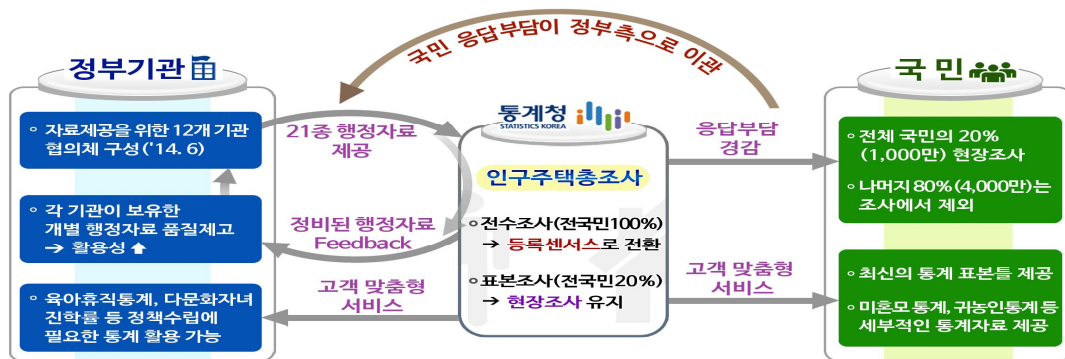 국민 응답부담이 정부측으로 이관
정부기관
◦ 자료제공을 위한 12개 기관
협의체 구성('14. 6)
◦ 각 기관이 보유한
개별 행정자료 품질제고
→ 활용성 ⬆
◦ 육아휴직통계, 다문화자녀
진학률 등 정책수립에
필요한 통계 활용 가능
21종 행정자료
제공
정비된 행정자료
Feedback
고객 맞춤형
서비스
통계청
STATISTICS KOREA
인구주택총조사
◦전수조사(전국민100%)
→ 등록센서스로 전환
◦표본조사(전국민20%)
→ 현장조사 유지
응답부담
경감
고객 맞춤형
서비스
국 민
◦ 전체 국민의 20%
(1,000만) 현장조사
◦ 나머지 80%(4,000만)는
조사에서 제외
◦ 최신의 통계 표본틀 제공
◦ 미혼모 통계, 귀농인통계 등
세부적인 통계자료 제공